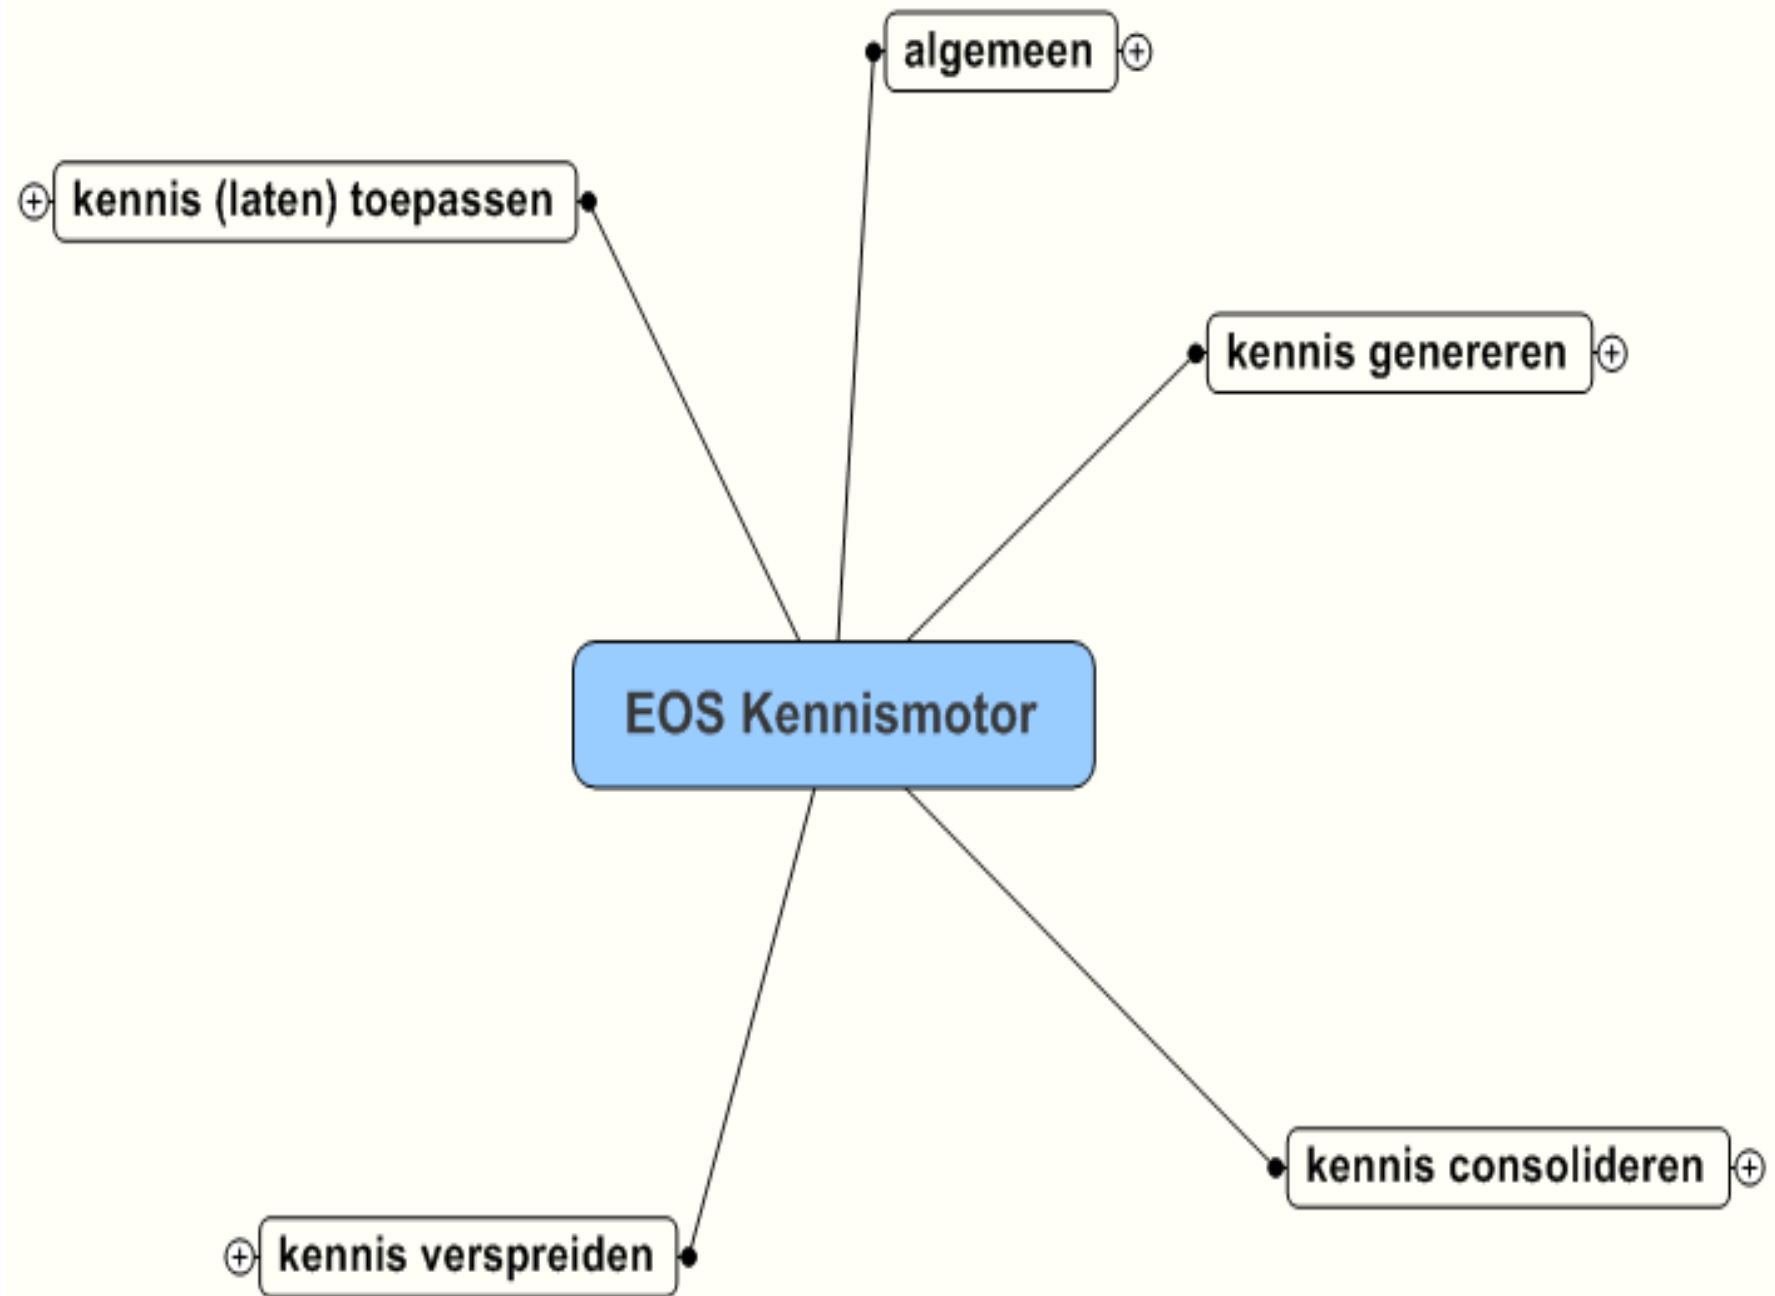 algemeen
kennis (laten) toepassen
kennis genereren
EOS Kennismotor
kennis consolideren
kennis verspreiden